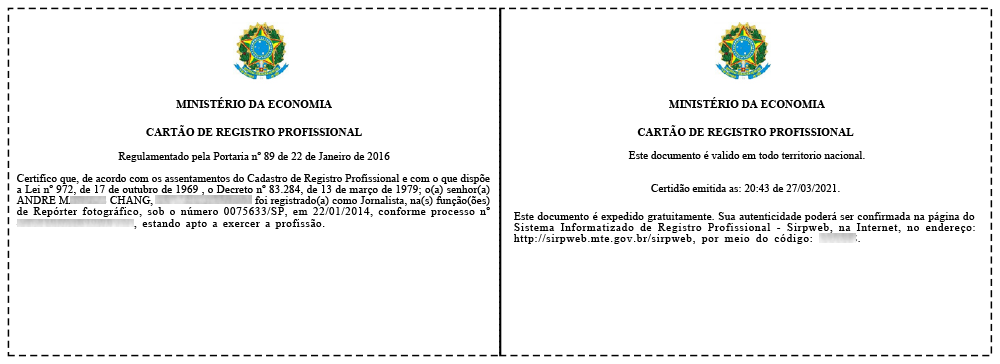 MINISTÉRIO DA ECONOMIA
CARTÃO DE REGISTRO PROFISSIONAL
Regulamentado pela Portaria nº 89 de 22 de Janeiro de 2016
Certifico que, de acordo com os assentamentos do Cadastro de Registro Profissional e com o que dispõe
a Lei nº 972, de 17 de outubro de 1969 , o Decreto nº 83.284, de 13 de março de 1979; o(a) senhor(a)
ANDRE M. CHANG, foi registrado(a) como Jornalista, na(s) função(ões)
de Repórter fotográfico, sob o número 0075633/SP, em 22/01/2014, conforme processo nº
, estando apto a exercer a profissão.
MINISTÉRIO DA ECONOMIA
CARTÃO DE REGISTRO PROFISSIONAL
Este documento é valido em todo territorio nacional.
Certidão emitida as: 20:43 de 27/03/2021.
Este documento é expedido gratuitamente. Sua autenticidade poderá ser confirmada na página do
Sistema Informatizado de Registro Profissional - Sirpweb, na Internet, no endereço:
http://sirpweb.mte.gov.br/sirpweb, por meio do código: .